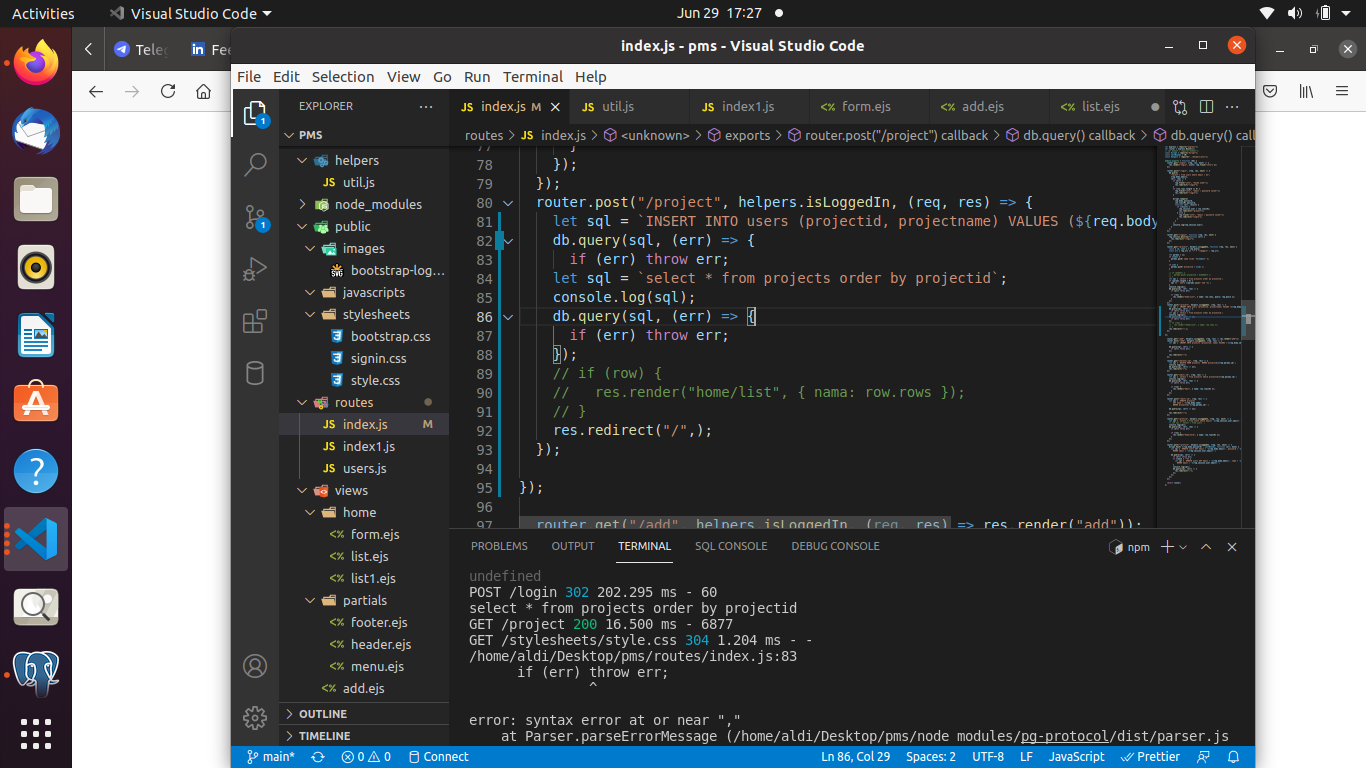 Activities
Visual Studio Code
Jun 29 17:27
Tele
Fee
index.js - pms - Visual Studio Code
File Edit Selection View Go Run Terminal Help
EXPLORER
PMS
helpers
JS util.js
node_modules
public
images
bootstrap-log...
javascripts
stylesheets
bootstrap.css
signin.css
style.css
routes
JS index.js M
JS index1.js
JS users.js
views
home
<% form.ejs
<% list.ejs
<% list1.ejs
partials
<% footer.ejs
<% header.ejs
<% menu.ejs
<% add.ejs
OUTLINE
TIMELINE
JS index.js M
JS util.js
JS index1.js
<% form.ejs
<% add.ejs
<% list.ejs
routes > JS index.js > <unknown> > exports > router.post("/project") callback > db.query() callback > db.query() callb
77 }
78 });
79 });
80 router.post("/project", helpers.isLoggedIn, (req, res) => {
81 let sql = `INSERT INTO users (projectid, projectname) VALUES (${req.body
82 db.query(sql, (err) => {
83 if (err) throw err;
84 let sql = `select * from projects order by projectid`;
85 console.log(sql);
86 db.query(sql, (err) => {
87 if (err) throw err;
88 });
89 // if (row) {
90 // res.render("home/list", { nama: row.rows });
91 // }
92 res.redirect("/",);
93 });
94
95 });
96
97 router.get("/add", helpers.isLoggedIn, (req, res) => res.render("add"));
PROBLEMS OUTPUT TERMINAL SQL CONSOLE DEBUG CONSOLE
npm
undefined
POST /login 302 202.295 ms - 60
select * from projects order by projectid
GET /project 200 16.500 ms - 6877
GET /stylesheets/style.css 304 1.204 ms - -
/home/aldi/Desktop/pms/routes/index.js:83
if (err) throw err;
^
error: syntax error at or near ","
at Parser.parseErrorMessage (/home/aldi/Desktop/pms/node_modules/pg-protocol/dist/parser.js
main* 0 0 Connect
Ln 86, Col 29 Spaces: 2 UTF-8 LF JavaScript Prettier